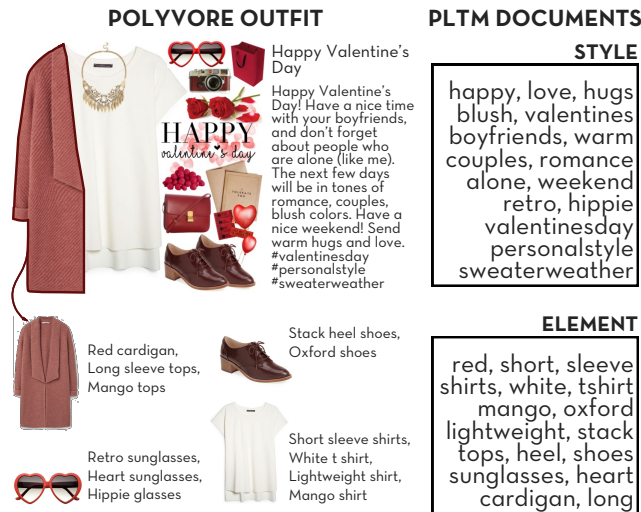 POLYVORE OUTFIT
PLTM DOCUMENTS
HAPPY
valentine's day
Happy Valentine's
Day
Happy Valentine's
Day! Have a nice time
with your boyfriends,
and don't forget
about people who
are alone (like me).
The next few days
will be in tones of
romance, couples,
blush colors. Have a
nice weekend! Send
warm hugs and love.
#valentinesday
#personalstyle
#sweaterweather
STYLE
happy, love, hugs
blush, valentines
boyfriends, warm
couples, romance
alone, weekend
retro, hippie
valentinesday
personalstyle
sweaterweather
Red cardigan,
Long sleeve tops,
Mango tops
Stack heel shoes,
Oxford shoes
Retro sunglasses,
Heart sunglasses,
Hippie glasses
Short sleeve shirts,
White t shirt,
Lightweight shirt,
Mango shirt
ELEMENT
red, short, sleeve
shirts, white, tshirt
mango, oxford
lightweight, stack
tops, heel, shoes
sunglasses, heart
cardigan, long